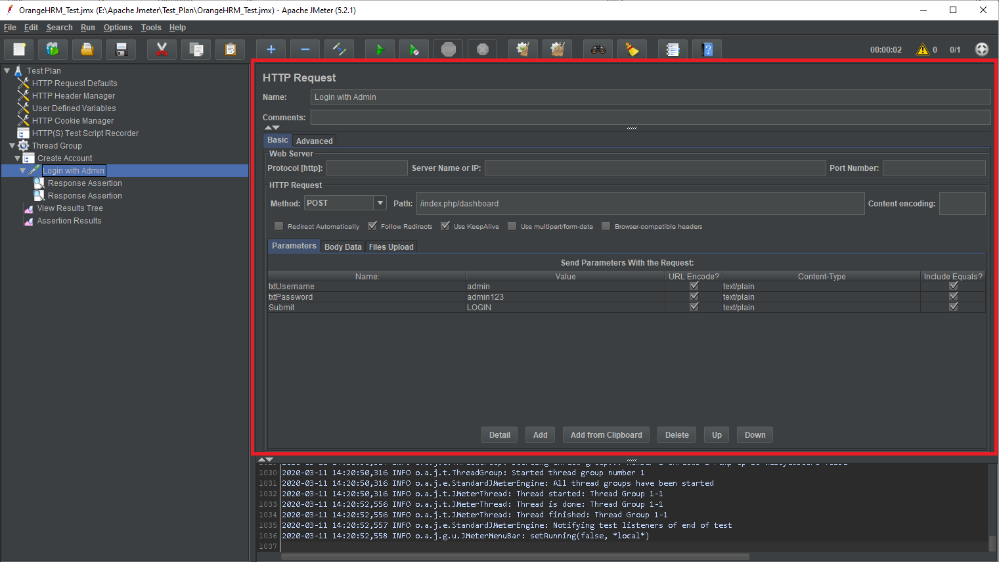 OrangeHRM_Test.jmx (E:\Apache Jmeter\Test_Plan\OrangeHRM_Test.jmx) - Apache JMeter (5.2.1)
File Edit Search Run Options Tools Help
STOP
00:00:02 0 0/1
Test Plan
HTTP Request Defaults
HTTP Header Manager
User Defined Variables
HTTP Cookie Manager
HTTP(S) Test Script Recorder
Thread Group
Create Account
Login with Admin
Response Assertion
Response Assertion
View Results Tree
Assertion Results
HTTP Request
Name: Login with Admin
Comments:
Basic Advanced
Web Server
Protocol [http]: Server Name or IP: Port Number:
HTTP Request
Method: POST Path: /index.php/dashboard Content encoding:
Redirect Automatically Follow Redirects Use KeepAlive Use multipart/form-data Browser-compatible headers
Parameters Body Data Files Upload
Send Parameters With the Request:
Name: Value URL Encode? Content-Type Include Equals?
txtUsername admin text/plain
txtPassword admin123 text/plain
Submit LOGIN text/plain
Detail Add Add from Clipboard Delete Up Down
1030 2020-03-11 14:20:50,316 INFO o.a.j.t.ThreadGroup: Started thread group number 1
1031 2020-03-11 14:20:50,316 INFO o.a.j.e.StandardJMeterEngine: All thread groups have been started
1032 2020-03-11 14:20:50,316 INFO o.a.j.t.JMeterThread: Thread started: Thread Group 1-1
1033 2020-03-11 14:20:52,556 INFO o.a.j.t.JMeterThread: Thread is done: Thread Group 1-1
1034 2020-03-11 14:20:52,556 INFO o.a.j.t.JMeterThread: Thread finished: Thread Group 1-1
1035 2020-03-11 14:20:52,557 INFO o.a.j.e.StandardJMeterEngine: Notifying test listeners of end of test
1036 2020-03-11 14:20:52,558 INFO o.a.j.g.u.JMeterMenuBar: setRunning(false, *local*)
1037